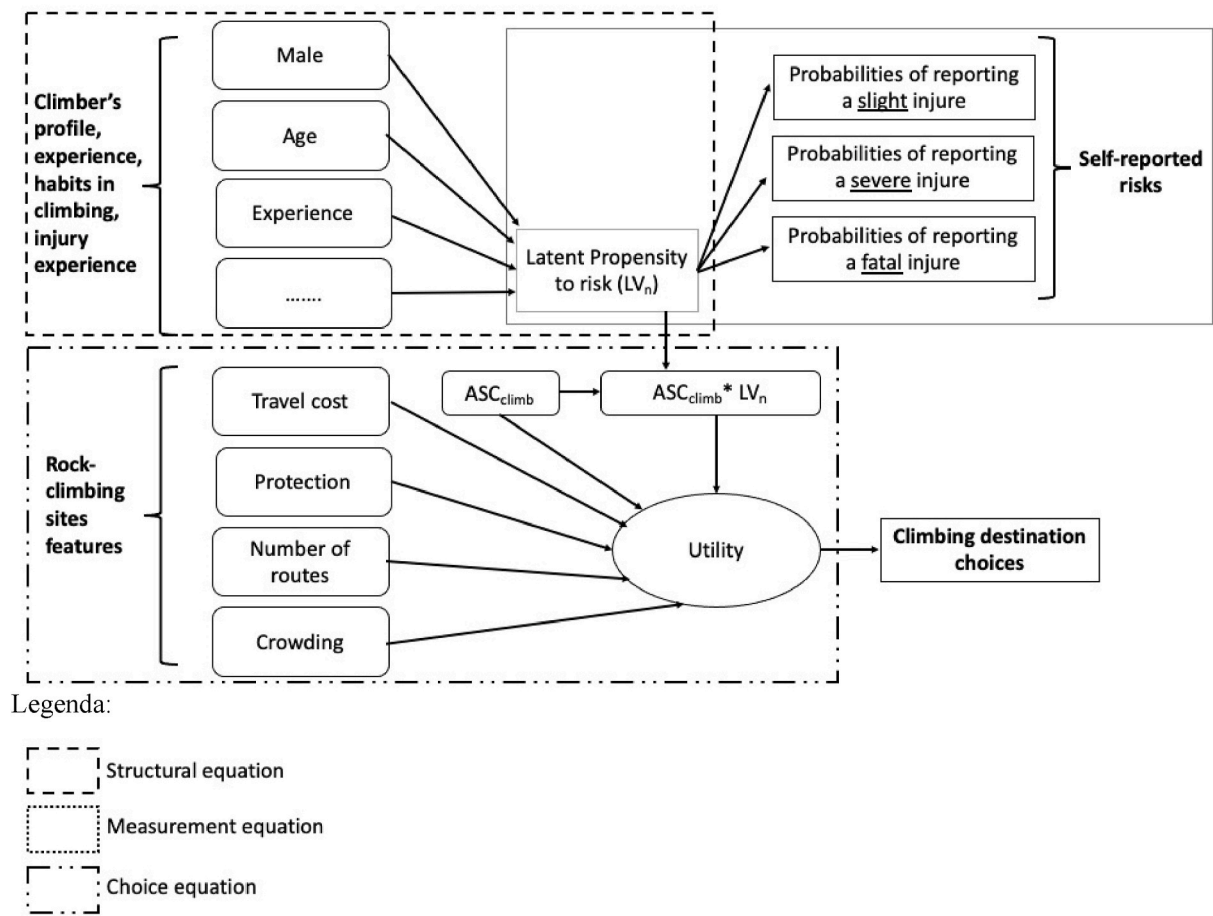 Climber's
profile,
experience,
habits in
climbing,
injury
experience
Male
Age
Experience
.......
Latent Propensity
to risk (LVn)
Probabilities of reporting
a slight injure
Probabilities of reporting
a severe injure
Probabilities of reporting
a fatal injure
Self-reported
risks
Rock-
climbing
sites
features
Travel cost
Protection
Number of
routes
Crowding
ASCclimb
ASCclimb* LVn
Utility
Climbing destination
choices
Legenda:
Structural equation
Measurement equation
Choice equation